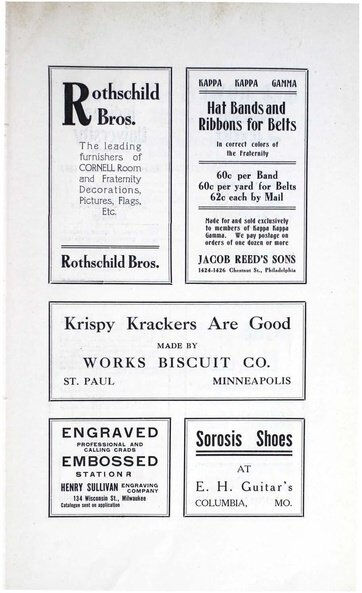 Rothschild
Bros.
The leading
furnishers of
CORNELL Room
and Fraternity
Decorations,
Pictures, Flags,
Etc.
Rothschild Bros.
KAPPA KAPPA GAMMA
Hat Bands and
Ribbons for Belts
In correct colors of
the Fraternity
60c per Band
60c per yard for Belts
62c each by Mail
Made for and sold exclusively
to members of Kappa Kappa
Gamma. We pay postage on
orders of one dozen or more
JACOB REED'S SONS
1424-1426 Chestnut St., Philadelphia
Krispy Krackers Are Good
MADE BY
WORKS BISCUIT CO.
ST. PAUL MINNEAPOLIS
ENGRAVED
PROFESSIONAL AND
CALLING CRADS
EMBOSSED
STATIONR
HENRY SULLIVAN ENGRAVING COMPANY
134 Wisconsin St., Milwaukee
Catalogue sent on application
Sorosis Shoes
AT
E. H. Guitar's
COLUMBIA, MO.